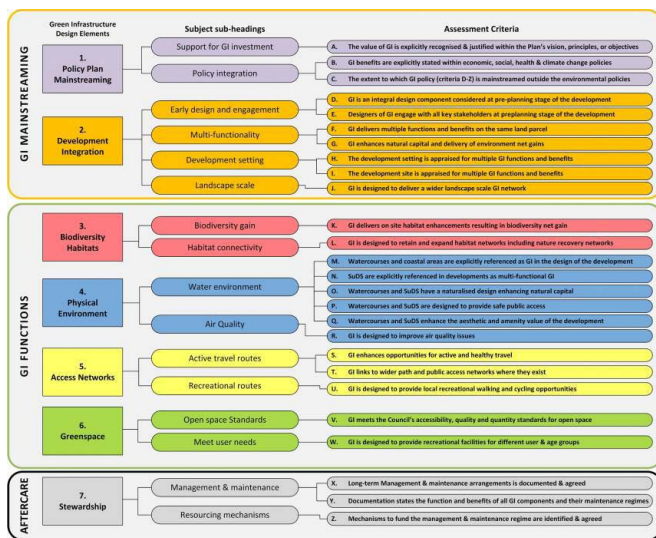 Green Infrastructure
Design Elements
Subject sub-headings
Assessment Criteria
GI MAINSTREAMING
1.
Policy Plan
Mainstreaming
Support for GI investment
A. The value of GI is explicitly recognised & justified within the Plan's vision, principles, or objectives
Policy integration
B. GI benefits are explicitly stated within economic, social, health & climate change policies
C. The extent to which GI policy (criteria D-Z) is mainstreamed outside the environmental policies
2.
Development
Integration
Early design and engagement
D. GI is an integral design component considered at pre-planning stage of the development
E. Designers of GI engage with all key stakeholders at preplanning stage of the development
Multi-functionality
F. GI delivers multiple functions and benefits on the same land parcel
G. GI enhances natural capital and delivery of environment net gains
Development setting
H. The development setting is appraised for multiple GI functions and benefits
I. The development site is appraised for multiple GI functions and benefits
Landscape scale
J. GI is designed to deliver a wider landscape scale GI network
GI FUNCTIONS
3.
Biodiversity
Habitats
Biodiversity gain
K. GI delivers on site habitat enhancements resulting in biodiversity net gain
Habitat connectivity
L. GI is designed to retain and expand habitat networks including nature recovery networks
4.
Physical
Environment
Water environment
M. Watercourses and coastal areas are explicitly referenced as GI in the design of the development
N. SuDS are explicitly referenced in developments as multi-functional GI
O. Watercourses and SuDS have a naturalised design enhancing natural capital
P. Watercourses and SuDS are designed to provide safe public access
Q. Watercourses and SuDS enhance the aesthetic and amenity value of the development
Air Quality
R. GI is designed to improve air quality issues
5.
Access Networks
Active travel routes
S. GI enhances opportunities for active and healthy travel
T. GI links to wider path and public access networks where they exist
Recreational routes
U. GI is designed to provide local recreational walking and cycling opportunities
6.
Greenspace
Open space Standards
V. GI meets the Council's accessibility, quality and quantity standards for open space
Meet user needs
W. GI is designed to provide recreational facilities for different user & age groups
AFTERCARE
7.
Stewardship
Management & maintenance
X. Long-term Management & maintenance arrangements is documented & agreed
Y. Documentation states the function and benefits of all GI components and their maintenance regimes
Resourcing mechanisms
Z. Mechanisms to fund the management & maintenance regime are identified & agreed